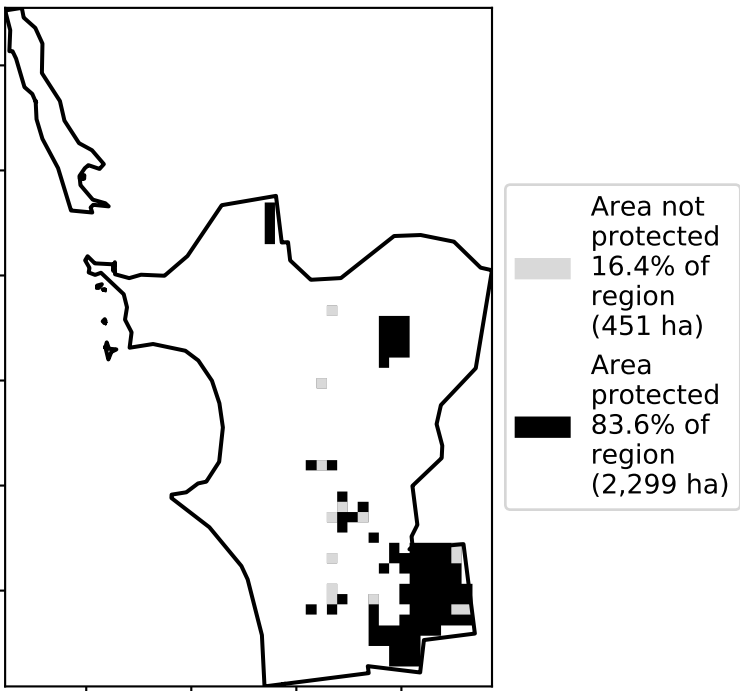 Area not
protected
16.4% of
region
(451 ha)
Area
protected
83.6% of
region
(2,299 ha)